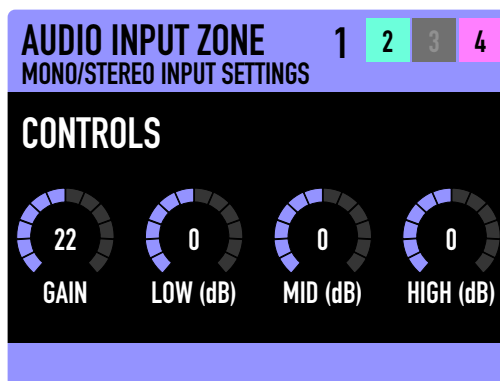 AUDIO INPUT ZONE 1 2 3 4
MONO/STEREO INPUT SETTINGS
CONTROLS
22 0 0 0
GAIN LOW (dB) MID (dB) HIGH (dB)